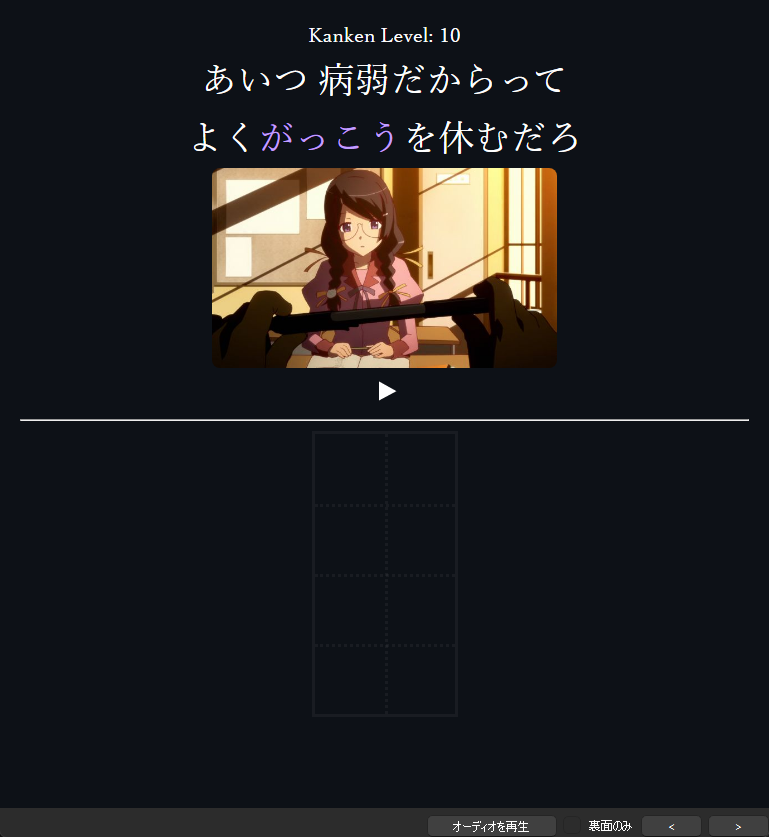 Kanken Level: 10
あいつ 病弱だからって
よくがっこうを休むだろ
オーディオを再生
裏面のみ
<
>